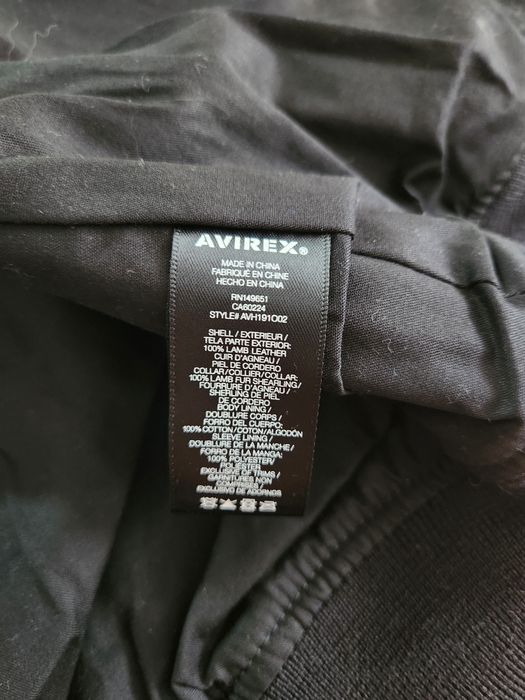 AVIREX®
MADE IN CHINA
FABRIQUÉ EN CHINE
HECHO EN CHINA
RN149651
CA60224
STYLE# AVH191O02
SHELL / EXTERIEUR /
TELA PARTE EXTERIOR:
100% LAMB LEATHER
CUIR D'AGNEAU /
PIEL DE CORDERO
COLLAR/COLLIER/COLLAR:
100% LAMB FUR SHEARLING/
FOURRURE D'AGNEAU /
SHERLING DE PIEL
DE CORDERO
BODY LINING /
DOUBLURE CORPS /
FORRO DEL CUERPO:
100% COTTON/COTON/ALGODÓN
SLEEVE LINING /
DOUBLURE DE LA MANCHE /
FORRO DE LA MANGA:
100% POLYESTER/
POLIESTER
EXCLUSIVE OF TRIMS /
GARNITURES NON
COMPRISES /
EXCLUSIVE DE ADORNOS